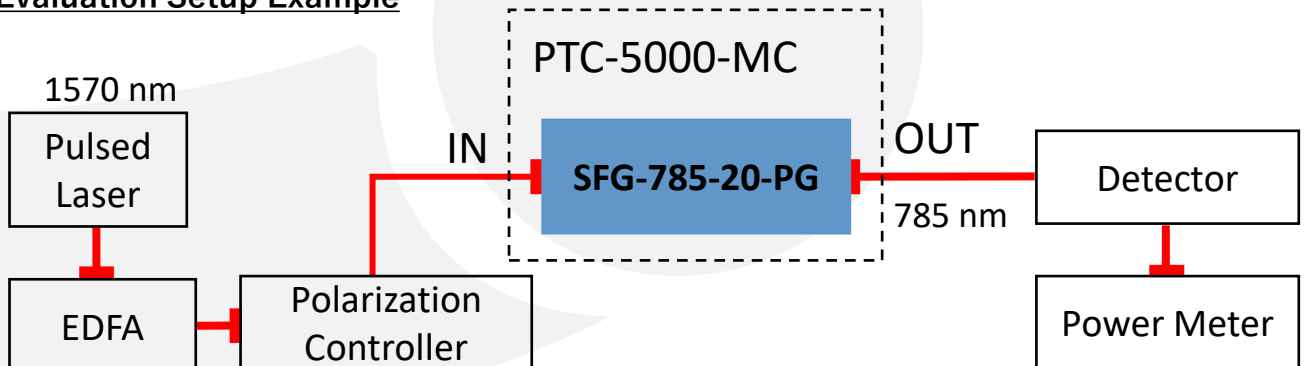 Evaluation Setup Example
PTC-5000-MC
1570 nm
Pulsed
Laser
IN
SFG-785-20-PG
OUT
785 nm
Detector
EDFA
Polarization
Controller
Power Meter